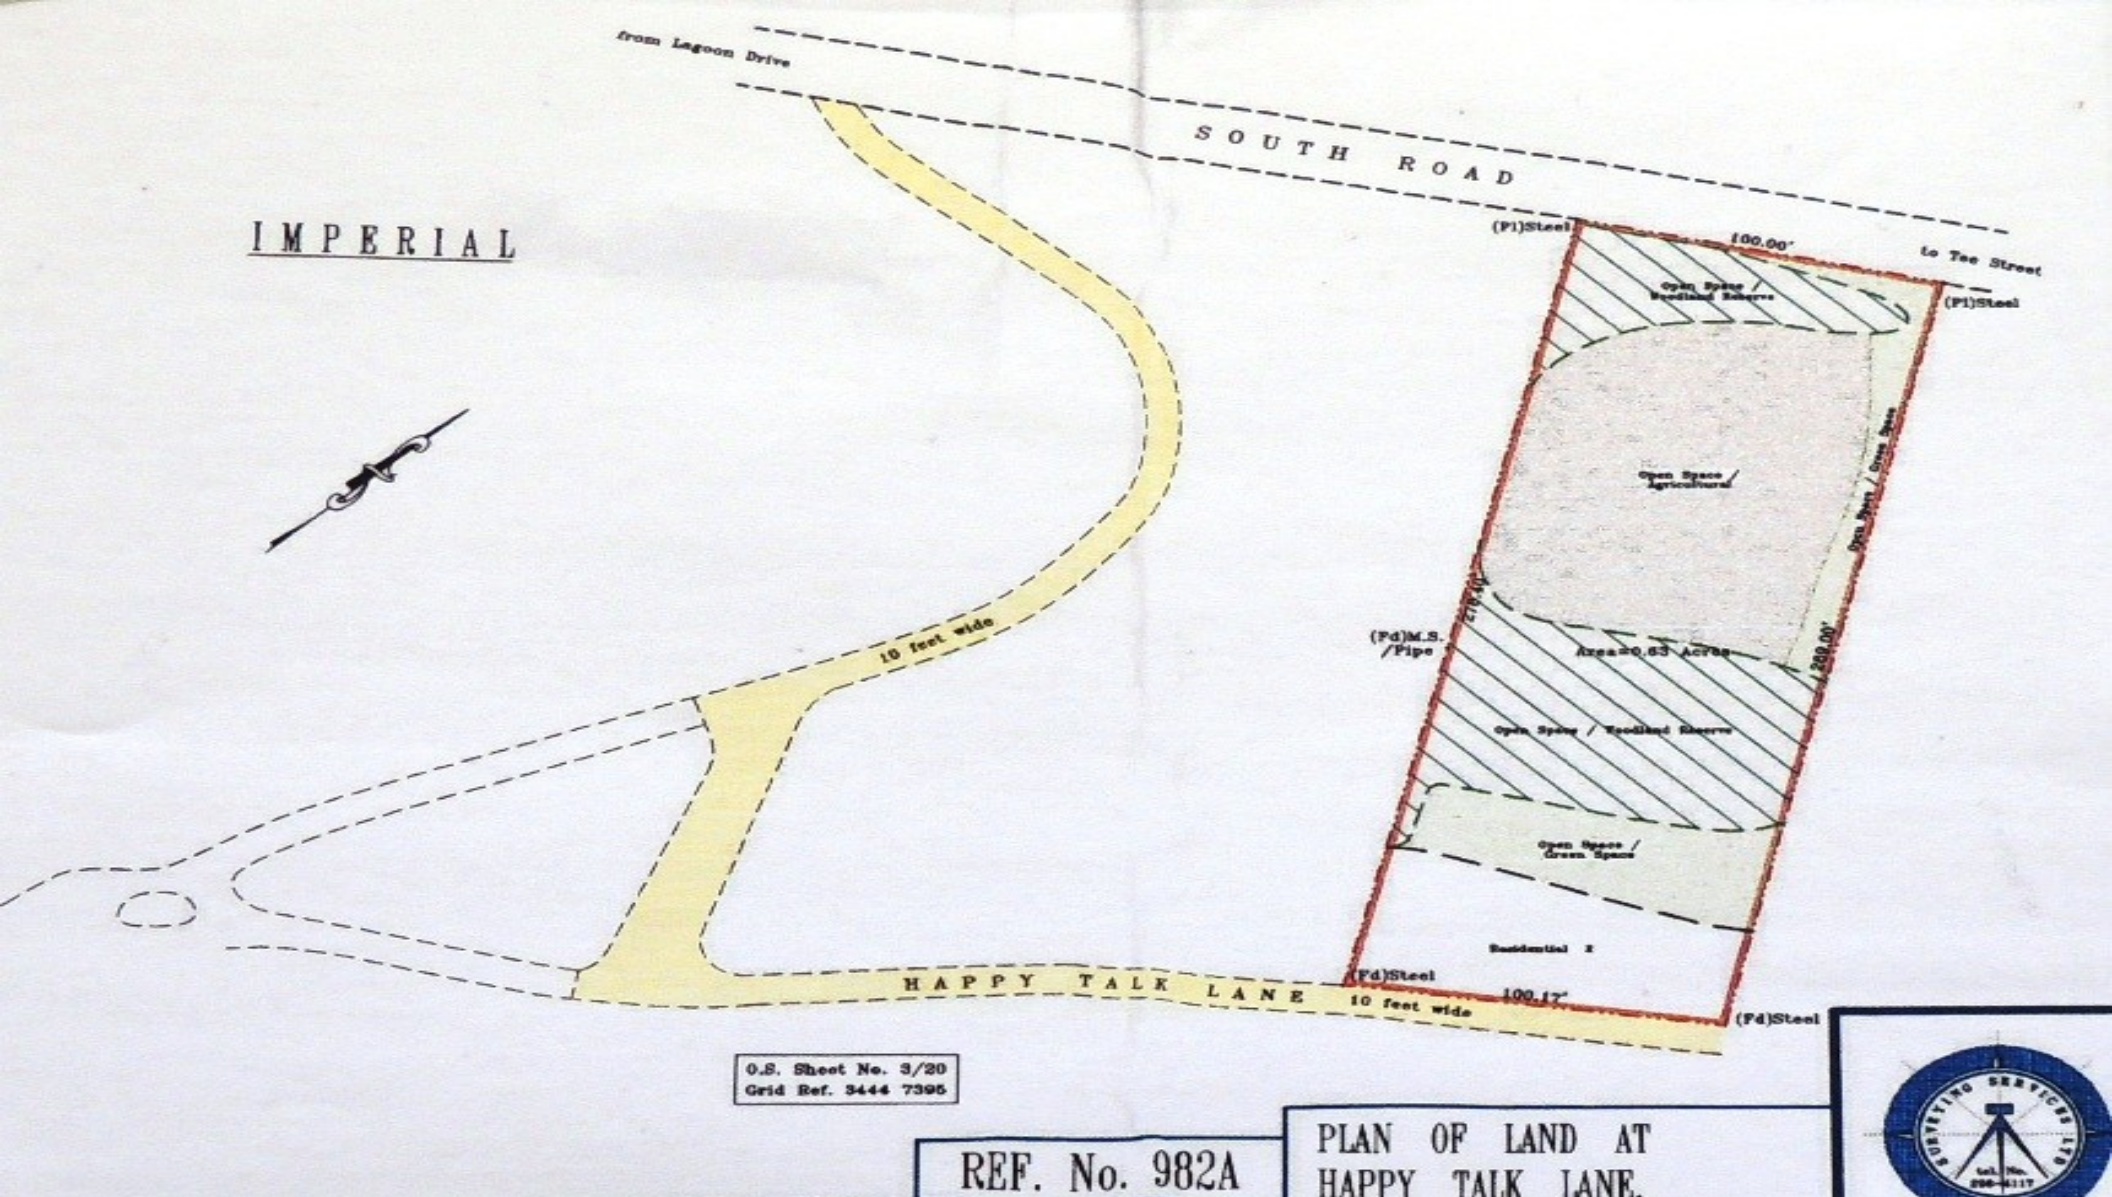 from Lagoon Drive
SOUTH ROAD
IMPERIAL
(Pl)Steel
100.00'
to Tee Street
(Pl)Steel
Open Space /
Woodland Reserve
Open Space /
Agricultural
Open Space / Green Space
276.40'
289.00'
(Fd)M.S.
/Pipe
Area=0.63 Acres
10 feet wide
Open Space / Woodland Reserve
Open Space /
Green Space
Residential 2
(Fd)Steel
HAPPY TALK LANE
10 feet wide
100.17'
(Fd)Steel
O.S. Sheet No. 3/20
Grid Ref. 3444 7395
REF. No. 982A
PLAN OF LAND AT
HAPPY TALK LANE,
SURVEYING SERVICES LTD
tel. No.